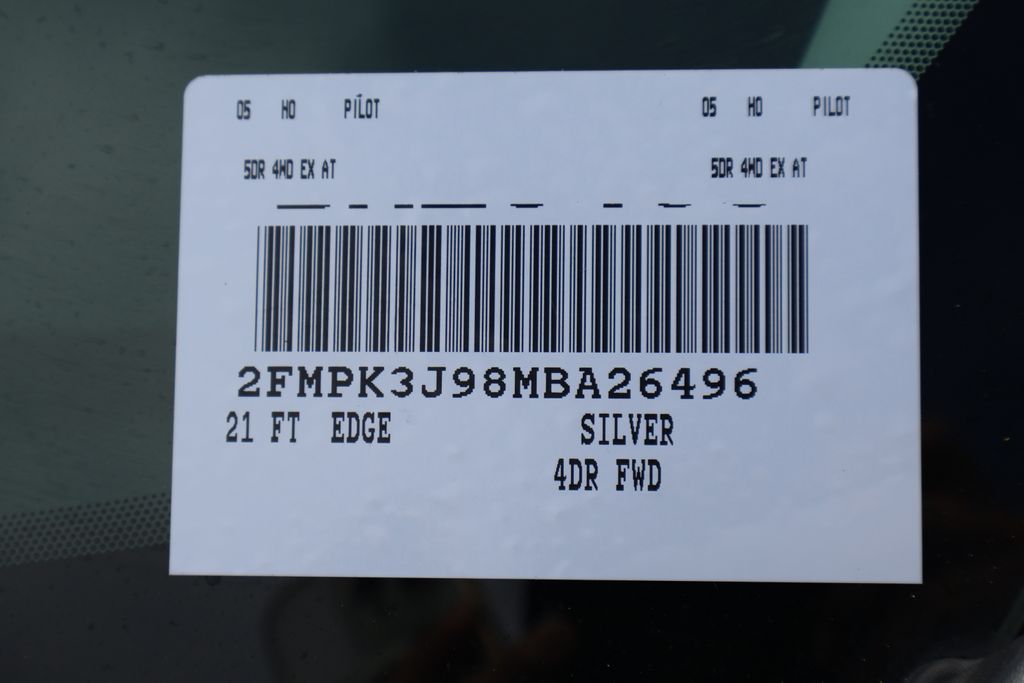 05 HO PILOT 05 HO PILOT
5DR 4WD EX AT 5DR 4WD EX AT
2FMPK3J98MBA26496
21 FT EDGE SILVER
4DR FWD